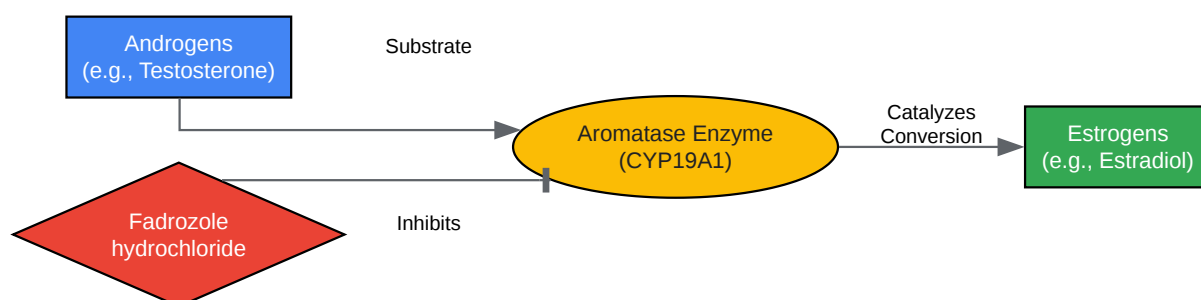 Androgens
(e.g., Testosterone)
Substrate
Aromatase Enzyme
(CYP19A1)
Catalyzes
Conversion
Estrogens
(e.g., Estradiol)
Fadrozole
hydrochloride
Inhibits